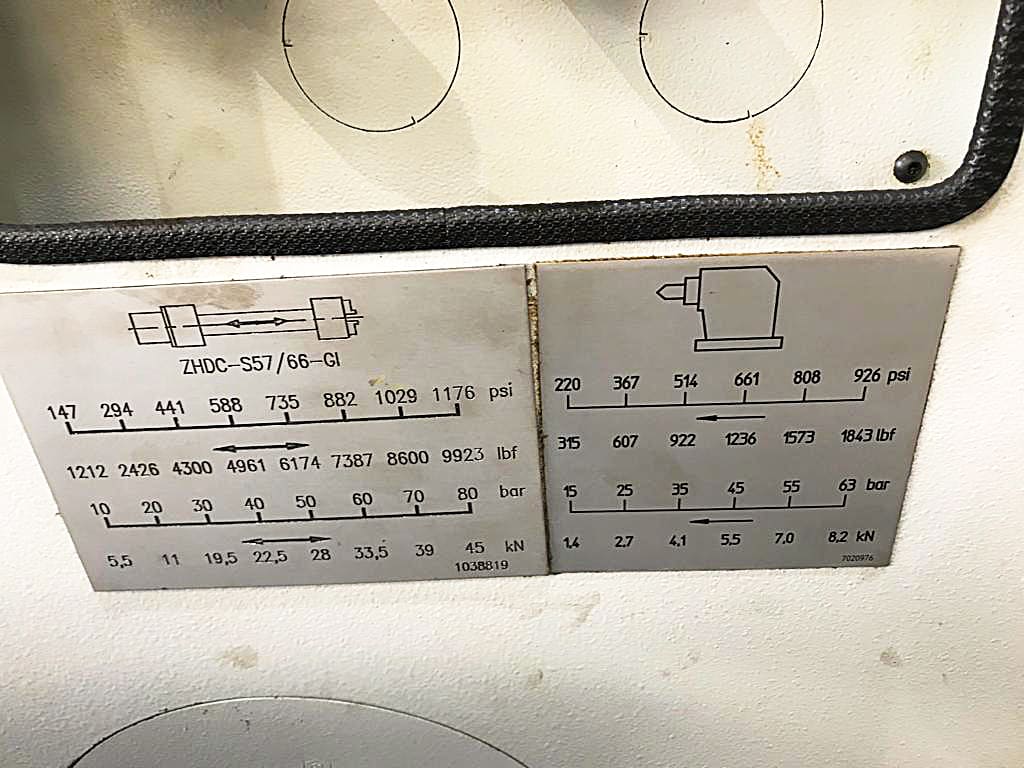 ZHDC-S57/66-GI
147 294 441 588 735 882 1029 1176 psi
1212 2426 4300 4961 6174 7387 8600 9923 lbf
10 20 30 40 50 60 70 80 bar
5,5 11 19,5 22,5 28 33,5 39 45 kN
1038819
220 367 514 661 808 926 psi
315 607 922 1236 1573 1843 lbf
15 25 35 45 55 63 bar
1.4 2,7 4,1 5,5 7,0 8,2 kN
7020976